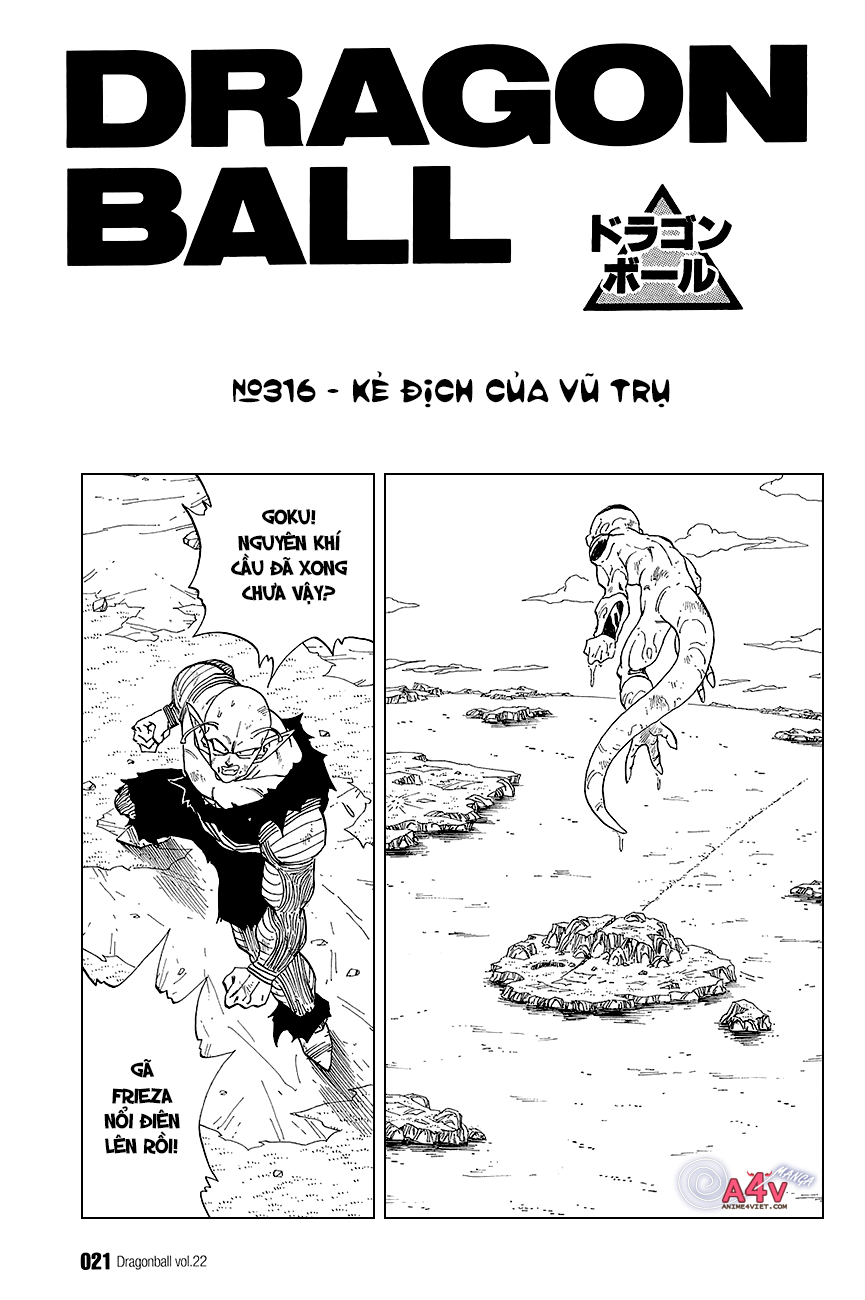 DRAGON
BALL
ドラゴン
ボール
№316 - KẺ ĐỊCH CỦA VŨ TRỤ
GOKU!
NGUYÊN KHÍ
CẦU ĐÃ XONG
CHƯA VẬY?
GÃ
FRIEZA
NỔI ĐIÊN
LÊN RỒI!
A4V MANGA
ANIME4VIET.COM
021 Dragonball vol.22